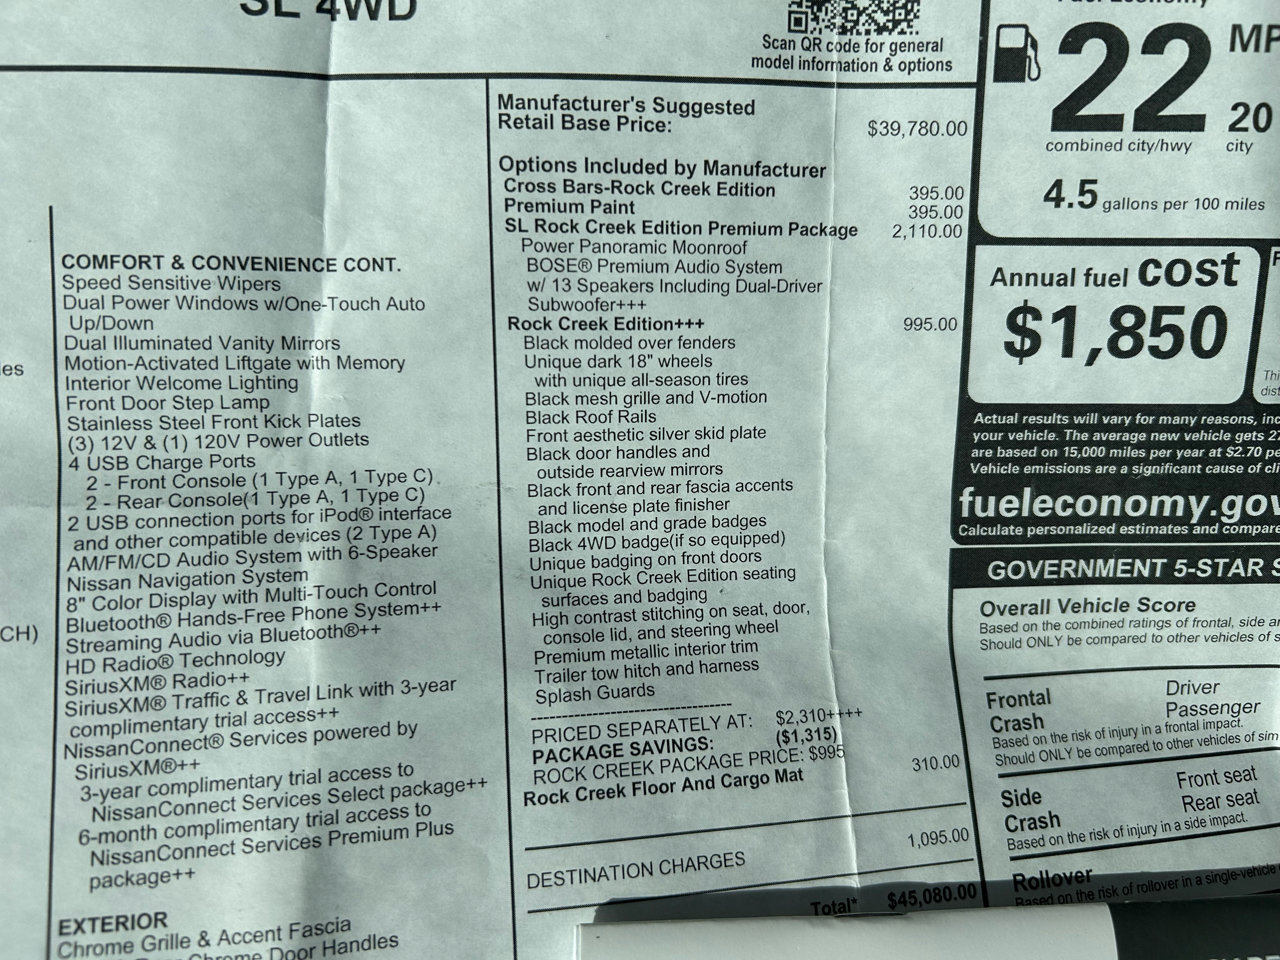 SL 4WD
Scan QR code for general
model information & options
Manufacturer's Suggested
Retail Base Price: $39,780.00
Options Included by Manufacturer
Cross Bars-Rock Creek Edition 395.00
Premium Paint 395.00
SL Rock Creek Edition Premium Package 2,110.00
Power Panoramic Moonroof
BOSE® Premium Audio System
w/ 13 Speakers Including Dual-Driver
Subwoofer+++
Rock Creek Edition+++ 995.00
Black molded over fenders
Unique dark 18" wheels
with unique all-season tires
Black mesh grille and V-motion
Black Roof Rails
Front aesthetic silver skid plate
Black door handles and
outside rearview mirrors
Black front and rear fascia accents
and license plate finisher
Black model and grade badges
Black 4WD badge(if so equipped)
Unique badging on front doors
Unique Rock Creek Edition seating
surfaces and badging
High contrast stitching on seat, door,
console lid, and steering wheel
Premium metallic interior trim
Trailer tow hitch and harness
Splash Guards
--------------------------------
PRICED SEPARATELY AT: $2,310++++
PACKAGE SAVINGS: ($1,315)
ROCK CREEK PACKAGE PRICE: $995
Rock Creek Floor And Cargo Mat 310.00
DESTINATION CHARGES 1,095.00
Total* $45,080.00
COMFORT & CONVENIENCE CONT.
Speed Sensitive Wipers
Dual Power Windows w/One-Touch Auto
Up/Down
Dual Illuminated Vanity Mirrors
Motion-Activated Liftgate with Memory
Interior Welcome Lighting
Front Door Step Lamp
Stainless Steel Front Kick Plates
(3) 12V & (1) 120V Power Outlets
4 USB Charge Ports
2 - Front Console (1 Type A, 1 Type C)
2 - Rear Console(1 Type A, 1 Type C)
2 USB connection ports for iPod® interface
and other compatible devices (2 Type A)
AM/FM/CD Audio System with 6-Speaker
Nissan Navigation System
8" Color Display with Multi-Touch Control
Bluetooth® Hands-Free Phone System++
Streaming Audio via Bluetooth®++
HD Radio® Technology
SiriusXM® Radio++
SiriusXM® Traffic & Travel Link with 3-year
complimentary trial access++
NissanConnect® Services powered by
SiriusXM®++
3-year complimentary trial access to
NissanConnect Services Select package++
6-month complimentary trial access to
NissanConnect Services Premium Plus
package++
EXTERIOR
Chrome Grille & Accent Fascia
Chrome Door Handles
ies
CH)
22 MP
combined city/hwy
20
city
4.5 gallons per 100 miles
Annual fuel cost
$1,850
Thi
dist
Actual results will vary for many reasons, inc
your vehicle. The average new vehicle gets 27
are based on 15,000 miles per year at $2.70 pe
Vehicle emissions are a significant cause of cli
fueleconomy.gov
Calculate personalized estimates and compare
GOVERNMENT 5-STAR S
Overall Vehicle Score
Based on the combined ratings of frontal, side an
Should ONLY be compared to other vehicles of s
Frontal Driver
Crash Passenger
Based on the risk of injury in a frontal impact.
Should ONLY be compared to other vehicles of sim
Side Front seat
Crash Rear seat
Based on the risk of injury in a side impact.
Rollover
Based on the risk of rollover in a single-vehicle